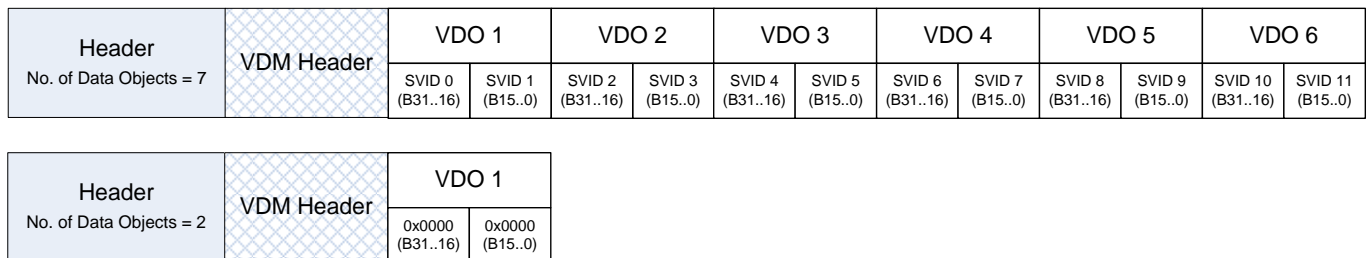 Header
No. of Data Objects = 7
VDM Header
VDO 1
VDO 2
VDO 3
VDO 4
VDO 5
VDO 6
SVID 0
(B31..16)
SVID 1
(B15..0)
SVID 2
(B31..16)
SVID 3
(B15..0)
SVID 4
(B31..16)
SVID 5
(B15..0)
SVID 6
(B31..16)
SVID 7
(B15..0)
SVID 8
(B31..16)
SVID 9
(B15..0)
SVID 10
(B31..16)
SVID 11
(B15..0)
Header
No. of Data Objects = 2
VDM Header
VDO 1
0x0000
(B31..16)
0x0000
(B15..0)